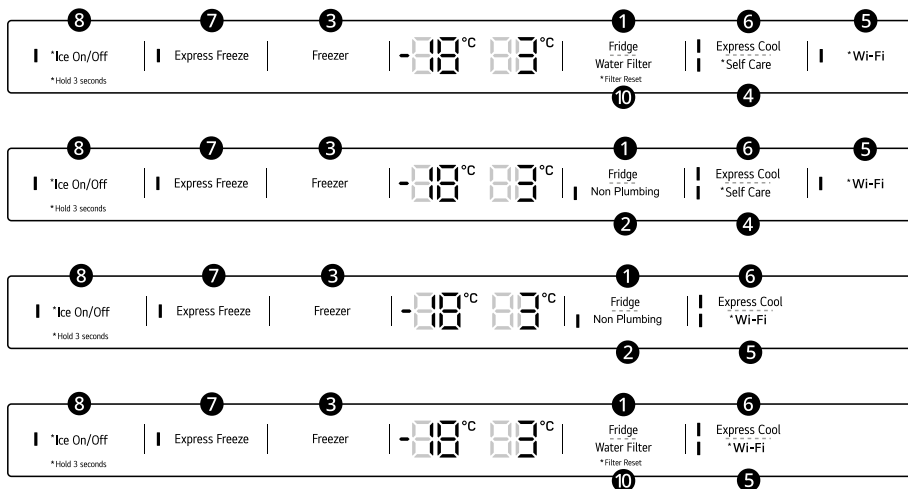 8 7 3 1 6 5
*Ice On/Off Express Freeze Freezer -18 °C 3 °C Fridge Express Cool *Wi-Fi
Water Filter *Self Care
*Hold 3 seconds *Filter Reset
10 4
8 7 3 1 6 5
*Ice On/Off Express Freeze Freezer -18 °C 3 °C Fridge Express Cool *Wi-Fi
Non Plumbing *Self Care
*Hold 3 seconds
2 4
8 7 3 1 6
*Ice On/Off Express Freeze Freezer -18 °C 3 °C Fridge Express Cool
Non Plumbing *Wi-Fi
*Hold 3 seconds
2 5
8 7 3 1 6
*Ice On/Off Express Freeze Freezer -18 °C 3 °C Fridge Express Cool
Water Filter *Wi-Fi
*Hold 3 seconds *Filter Reset
10 5